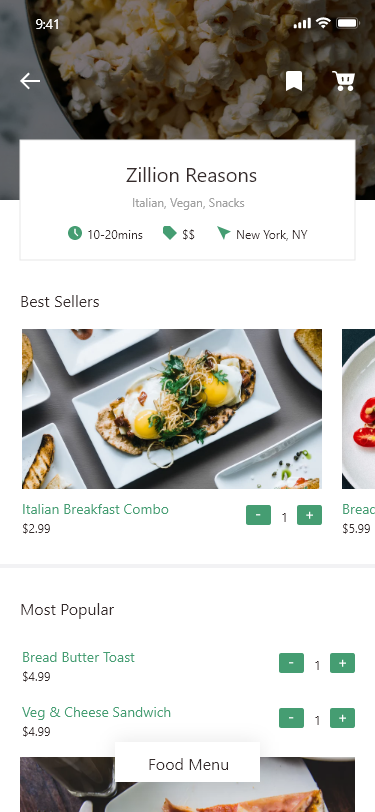 9:41
Zillion Reasons
Italian, Vegan, Snacks
10-20mins $$ New York, NY
Best Sellers
Italian Breakfast Combo
$2.99
- 1 +
$5.99
Most Popular
Bread Butter Toast
$4.99
- 1 +
Veg & Cheese Sandwich
$4.99
- 1 +
Food Menu